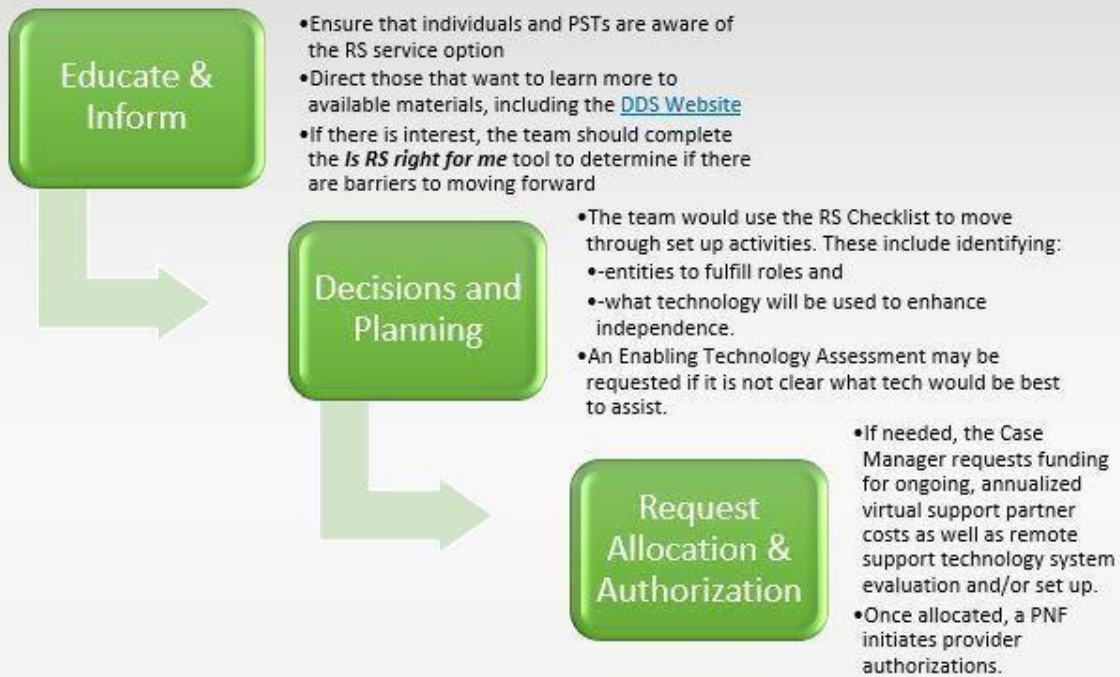 Educate &
Inform
•Ensure that individuals and PSTs are aware of
the RS service option
•Direct those that want to learn more to
available materials, including the DDS Website
•If there is interest, the team should complete
the Is RS right for me tool to determine if there
are barriers to moving forward
Decisions and
Planning
•The team would use the RS Checklist to move
through set up activities. These include identifying:
•-entities to fulfill roles and
•-what technology will be used to enhance
independence.
•An Enabling Technology Assessment may be
requested if it is not clear what tech would be best
to assist.
Request
Allocation &
Authorization
•If needed, the Case
Manager requests funding
for ongoing, annualized
virtual support partner
costs as well as remote
support technology system
evaluation and/or set up.
•Once allocated, a PNF
initiates provider
authorizations.